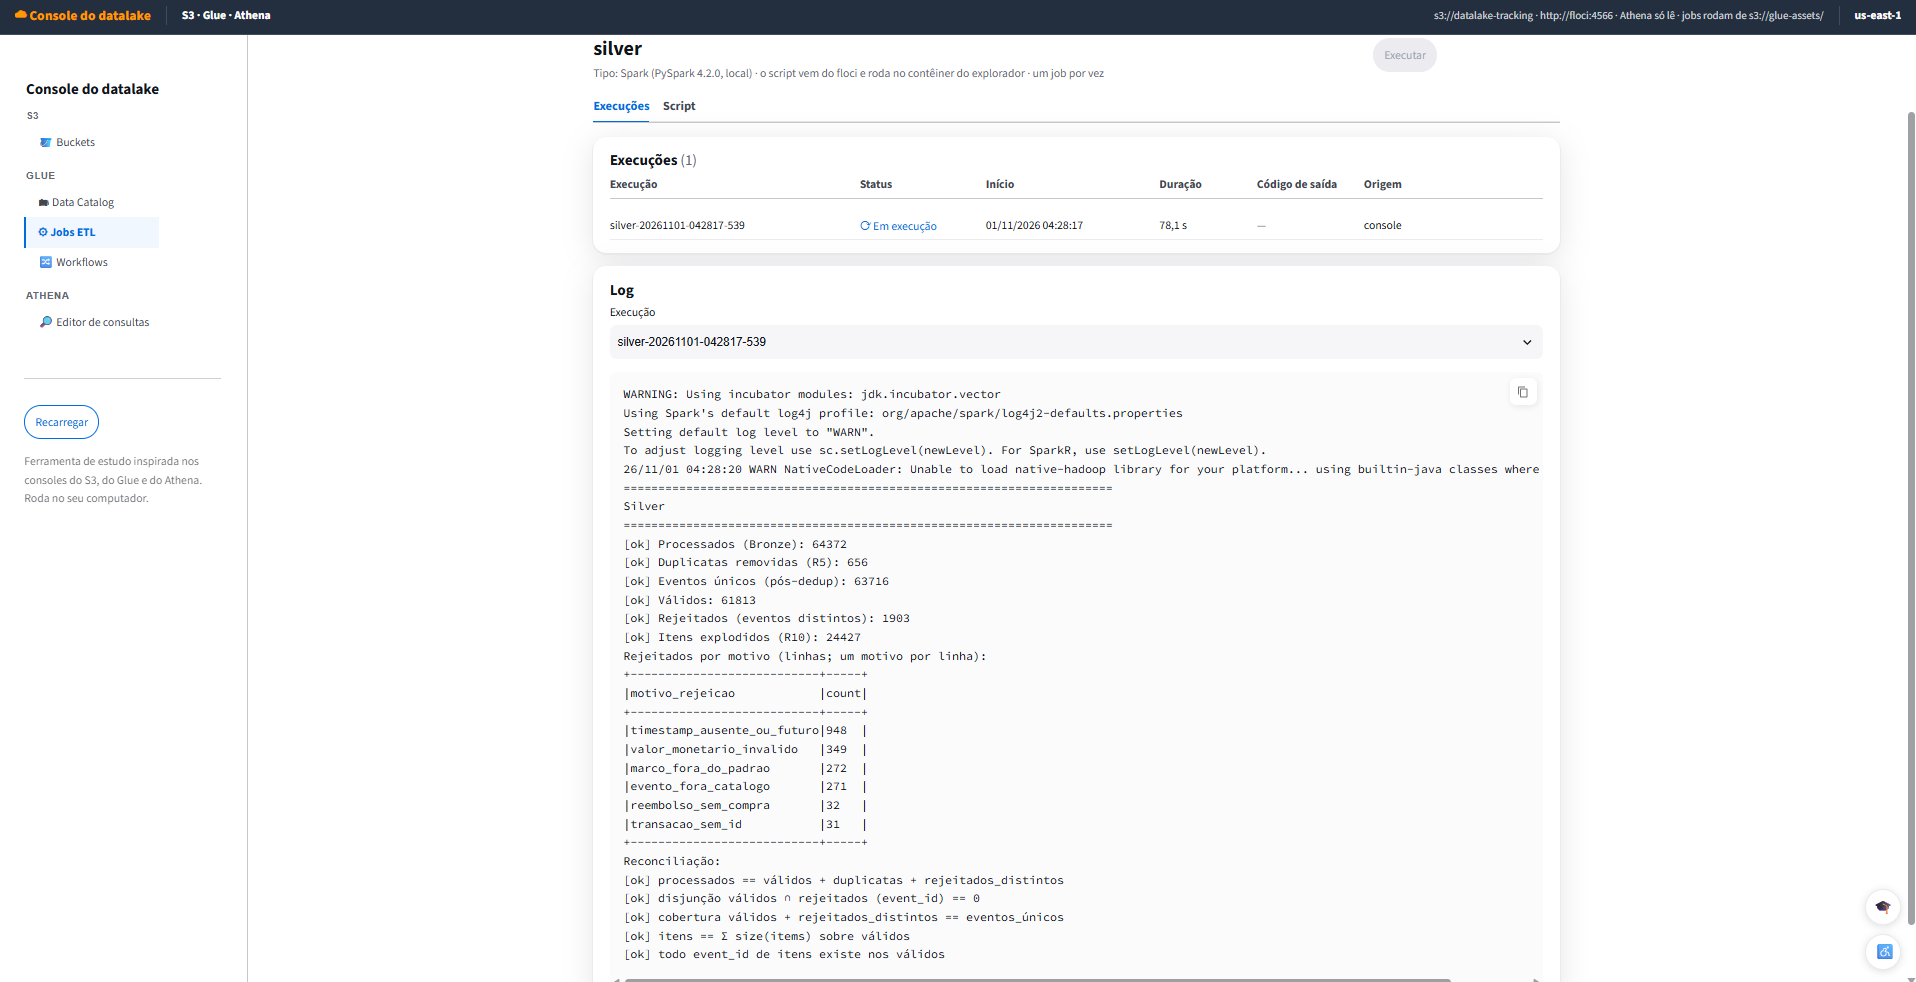 Console do datalake
S3 · Glue · Athena
s3://datalake-tracking · http://floci:4566 · Athena só lê · jobs rodam de s3://glue-assets/
us-east-1
Console do datalake
S3
Buckets
GLUE
Data Catalog
Jobs ETL
Workflows
ATHENA
Editor de consultas
Recarregar
Ferramenta de estudo inspirada nos
consoles do S3, do Glue e do Athena.
Roda no seu computador.
silver
Executar
Tipo: Spark (PySpark 4.2.0, local) · o script vem do floci e roda no contêiner do explorador · um job por vez
Execuções Script
Execuções (1)
Execução Status Início Duração Código de saída Origem
silver-20261101-042817-539 Em execução 01/11/2026 04:28:17 78,1 s — console
Log
Execução
silver-20261101-042817-539
WARNING: Using incubator modules: jdk.incubator.vector
Using Spark's default log4j profile: org/apache/spark/log4j2-defaults.properties
Setting default log level to "WARN".
To adjust logging level use sc.setLogLevel(newLevel). For SparkR, use setLogLevel(newLevel).
26/11/01 04:28:20 WARN NativeCodeLoader: Unable to load native-hadoop library for your platform... using builtin-java classes where
======================================================================
Silver
======================================================================
[ok] Processados (Bronze): 64372
[ok] Duplicatas removidas (R5): 656
[ok] Eventos únicos (pós-dedup): 63716
[ok] Válidos: 61813
[ok] Rejeitados (eventos distintos): 1903
[ok] Itens explodidos (R10): 24427
Rejeitados por motivo (linhas; um motivo por linha):
+---------------------------+-----+
|motivo_rejeicao            |count|
+---------------------------+-----+
|timestamp_ausente_ou_futuro|948  |
|valor_monetario_invalido   |349  |
|marco_fora_do_padrao       |272  |
|evento_fora_catalogo       |271  |
|reembolso_sem_compra       |32   |
|transacao_sem_id           |31   |
+---------------------------+-----+
Reconciliação:
[ok] processados == válidos + duplicatas + rejeitados_distintos
[ok] disjunção válidos ∩ rejeitados (event_id) == 0
[ok] cobertura válidos + rejeitados_distintos == eventos_únicos
[ok] itens == Σ size(items) sobre válidos
[ok] todo event_id de itens existe nos válidos